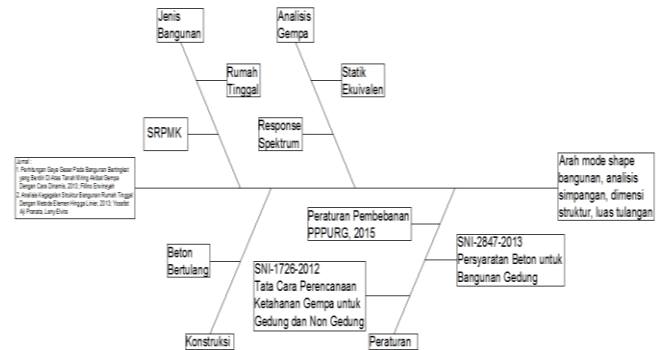 Jenis
Bangunan
Analisis
Gempa
Rumah
Tinggal
Statik
Ekuivalen
SRPMK
Response
Spektrum
Jurnal :
1. Perhitungan Gaya Geser Pada Bangunan Bertingkat
yang Berdiri Di Atas Tanah Miring Akibat Gempa
Dengan Cara Dinamis, 2013;
2. Analisis Kegagalan Struktur Bangunan Rumah Tinggal
Dengan Metode Elemen Hingga Linier, 2013; Yosafat
Aji Pranata, Larry Elvira
Arah mode shape
bangunan, analisis
simpangan, dimensi
struktur, luas tulangan
Peraturan Pembebanan
PPPURG, 2015
Beton
Bertulang
SNI-1726-2012
Tata Cara Perencanaan
Ketahanan Gempa untuk
Gedung dan Non Gedung
SNI-2847-2013
Persyaratan Beton untuk
Bangunan Gedung
Konstruksi
Peraturan